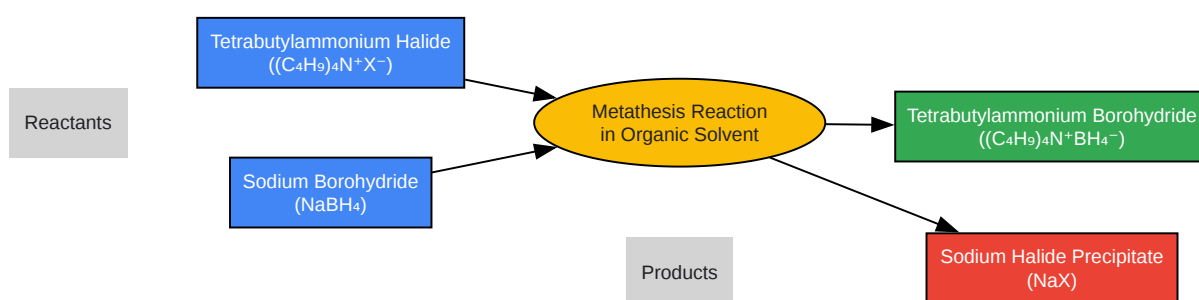 Tetrabutylammonium Halide
((C₄H₉)₄N⁺X⁻)
Reactants
Sodium Borohydride
(NaBH₄)
Metathesis Reaction
in Organic Solvent
Tetrabutylammonium Borohydride
((C₄H₉)₄N⁺BH₄⁻)
Products
Sodium Halide Precipitate
(NaX)